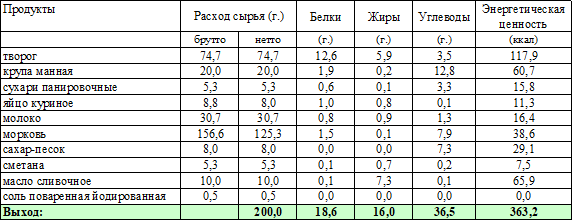 Продукты Расход сырья (г.) Белки Жиры Углеводы Энергетическая ценность
брутто нетто (г.) (г.) (г.) (ккал)
творог 74,7 74,7 12,6 5,9 3,5 117,9
крупа манная 20,0 20,0 1,9 0,2 12,8 60,7
сухари панировочные 5,3 5,3 0,6 0,1 3,3 15,8
яйцо куриное 8,8 8,8 1,0 0,8 0,1 11,3
молоко 30,7 30,7 0,8 0,9 1,3 16,4
морковь 156,6 125,3 1,5 0,1 7,9 38,6
сахар-песок 8,0 8,0 0,0 0,0 7,3 29,1
сметана 5,3 5,3 0,1 0,7 0,2 7,5
масло сливочное 10,0 10,0 0,1 7,3 0,1 65,9
соль поваренная йодированная 0,5 0,5 0,0 0,0 0,0 0,0
Выход: 200,0 18,6 16,0 36,5 363,2